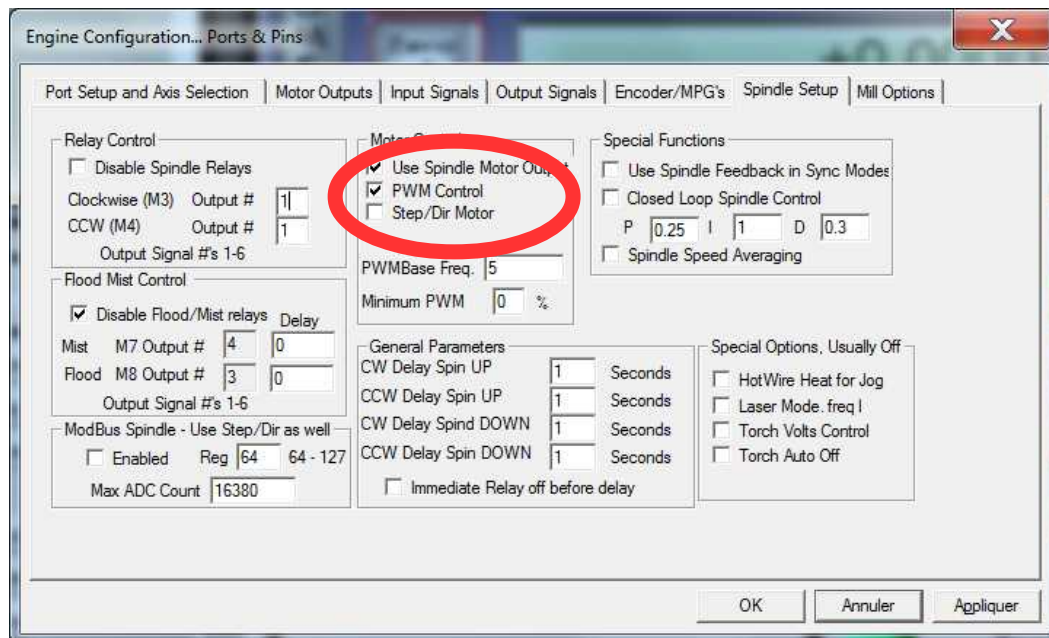 Engine Configuration... Ports & Pins
Port Setup and Axis Selection Motor Outputs Input Signals Output Signals Encoder/MPG's Spindle Setup Mill Options
Relay Control
Disable Spindle Relays
Clockwise (M3) Output # 1
CCW (M4) Output # 1
Output Signal #'s 1-6
Flood Mist Control
Disable Flood/Mist relays Delay
Mist M7 Output # 4 0
Flood M8 Output # 3 0
Output Signal #'s 1-6
ModBus Spindle - Use Step/Dir as well
Enabled Reg 64 64 - 127
Max ADC Count 16380
Use Spindle Motor Output
PWM Control
Step/Dir Motor
PWMBase Freq. 5
Minimum PWM 0 %
General Parameters
CW Delay Spin UP 1 Seconds
CCW Delay Spin UP 1 Seconds
CW Delay Spind DOWN 1 Seconds
CCW Delay Spin DOWN 1 Seconds
Immediate Relay off before delay
Special Functions
Use Spindle Feedback in Sync Modes
Closed Loop Spindle Control
P 0.25 I 1 D 0.3
Spindle Speed Averaging
Special Options, Usually Off
HotWire Heat for Jog
Laser Mode. freq l
Torch Volts Control
Torch Auto Off
OK Annuler Appliquer